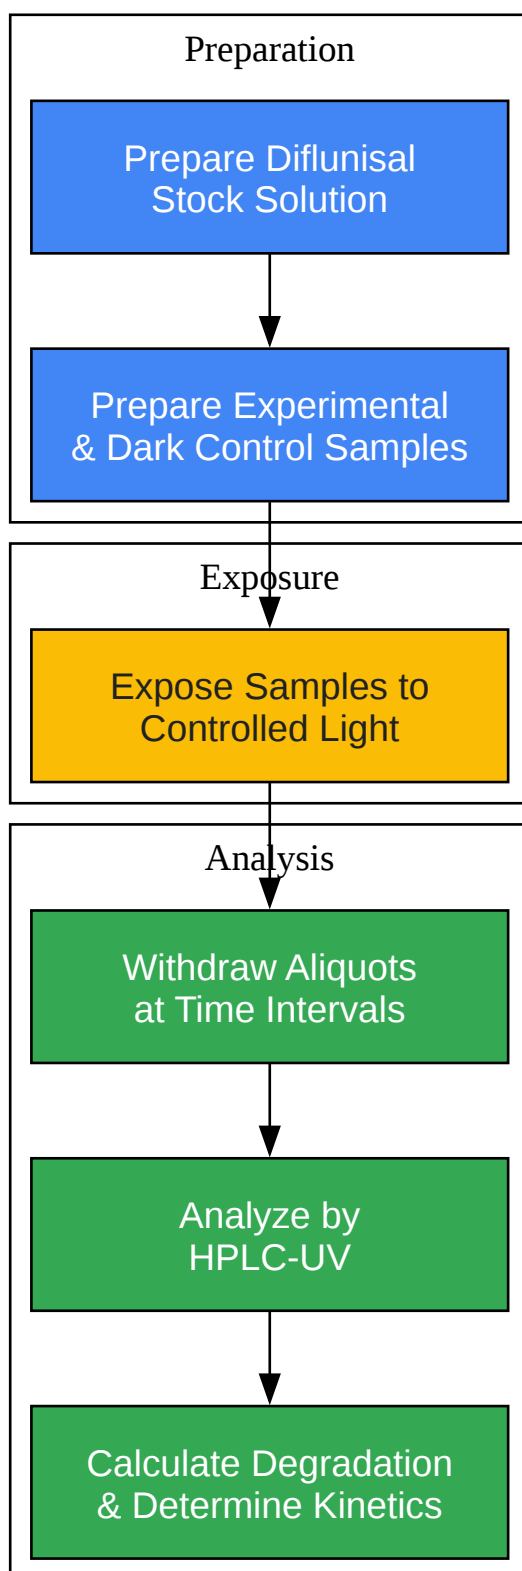 Preparation
Prepare Diflunisal
Stock Solution
Prepare Experimental
& Dark Control Samples
Exposure
Expose Samples to
Controlled Light
Analysis
Withdraw Aliquots
at Time Intervals
Analyze by
HPLC-UV
Calculate Degradation
& Determine Kinetics